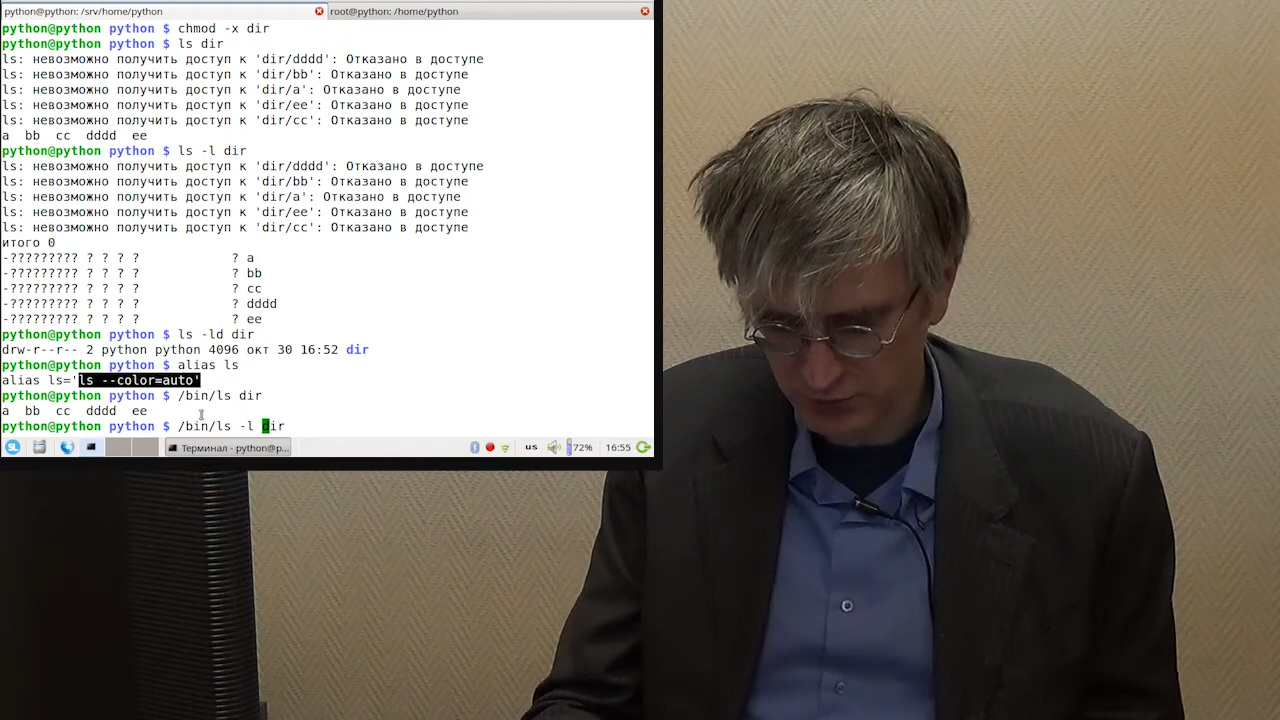 python@python: /srv/home/python
root@python: /home/python
python@python python $ chmod -x dir
python@python python $ ls dir
ls: невозможно получить доступ к 'dir/dddd': Отказано в доступе
ls: невозможно получить доступ к 'dir/bb': Отказано в доступе
ls: невозможно получить доступ к 'dir/a': Отказано в доступе
ls: невозможно получить доступ к 'dir/ee': Отказано в доступе
ls: невозможно получить доступ к 'dir/cc': Отказано в доступе
a  bb  cc  dddd  ee
python@python python $ ls -l dir
ls: невозможно получить доступ к 'dir/dddd': Отказано в доступе
ls: невозможно получить доступ к 'dir/bb': Отказано в доступе
ls: невозможно получить доступ к 'dir/a': Отказано в доступе
ls: невозможно получить доступ к 'dir/ee': Отказано в доступе
ls: невозможно получить доступ к 'dir/cc': Отказано в доступе
итого 0
-????????? ? ? ? ?            ? a
-????????? ? ? ? ?            ? bb
-????????? ? ? ? ?            ? cc
-????????? ? ? ? ?            ? dddd
-????????? ? ? ? ?            ? ee
python@python python $ ls -ld dir
drw-r--r-- 2 python python 4096 окт 30 16:52 dir
python@python python $ alias ls
alias ls='ls --color=auto'
python@python python $ /bin/ls dir
a  bb  cc  dddd  ee
python@python python $ /bin/ls -l dir
SL
Терминал - python@p...
us
72%
16:55